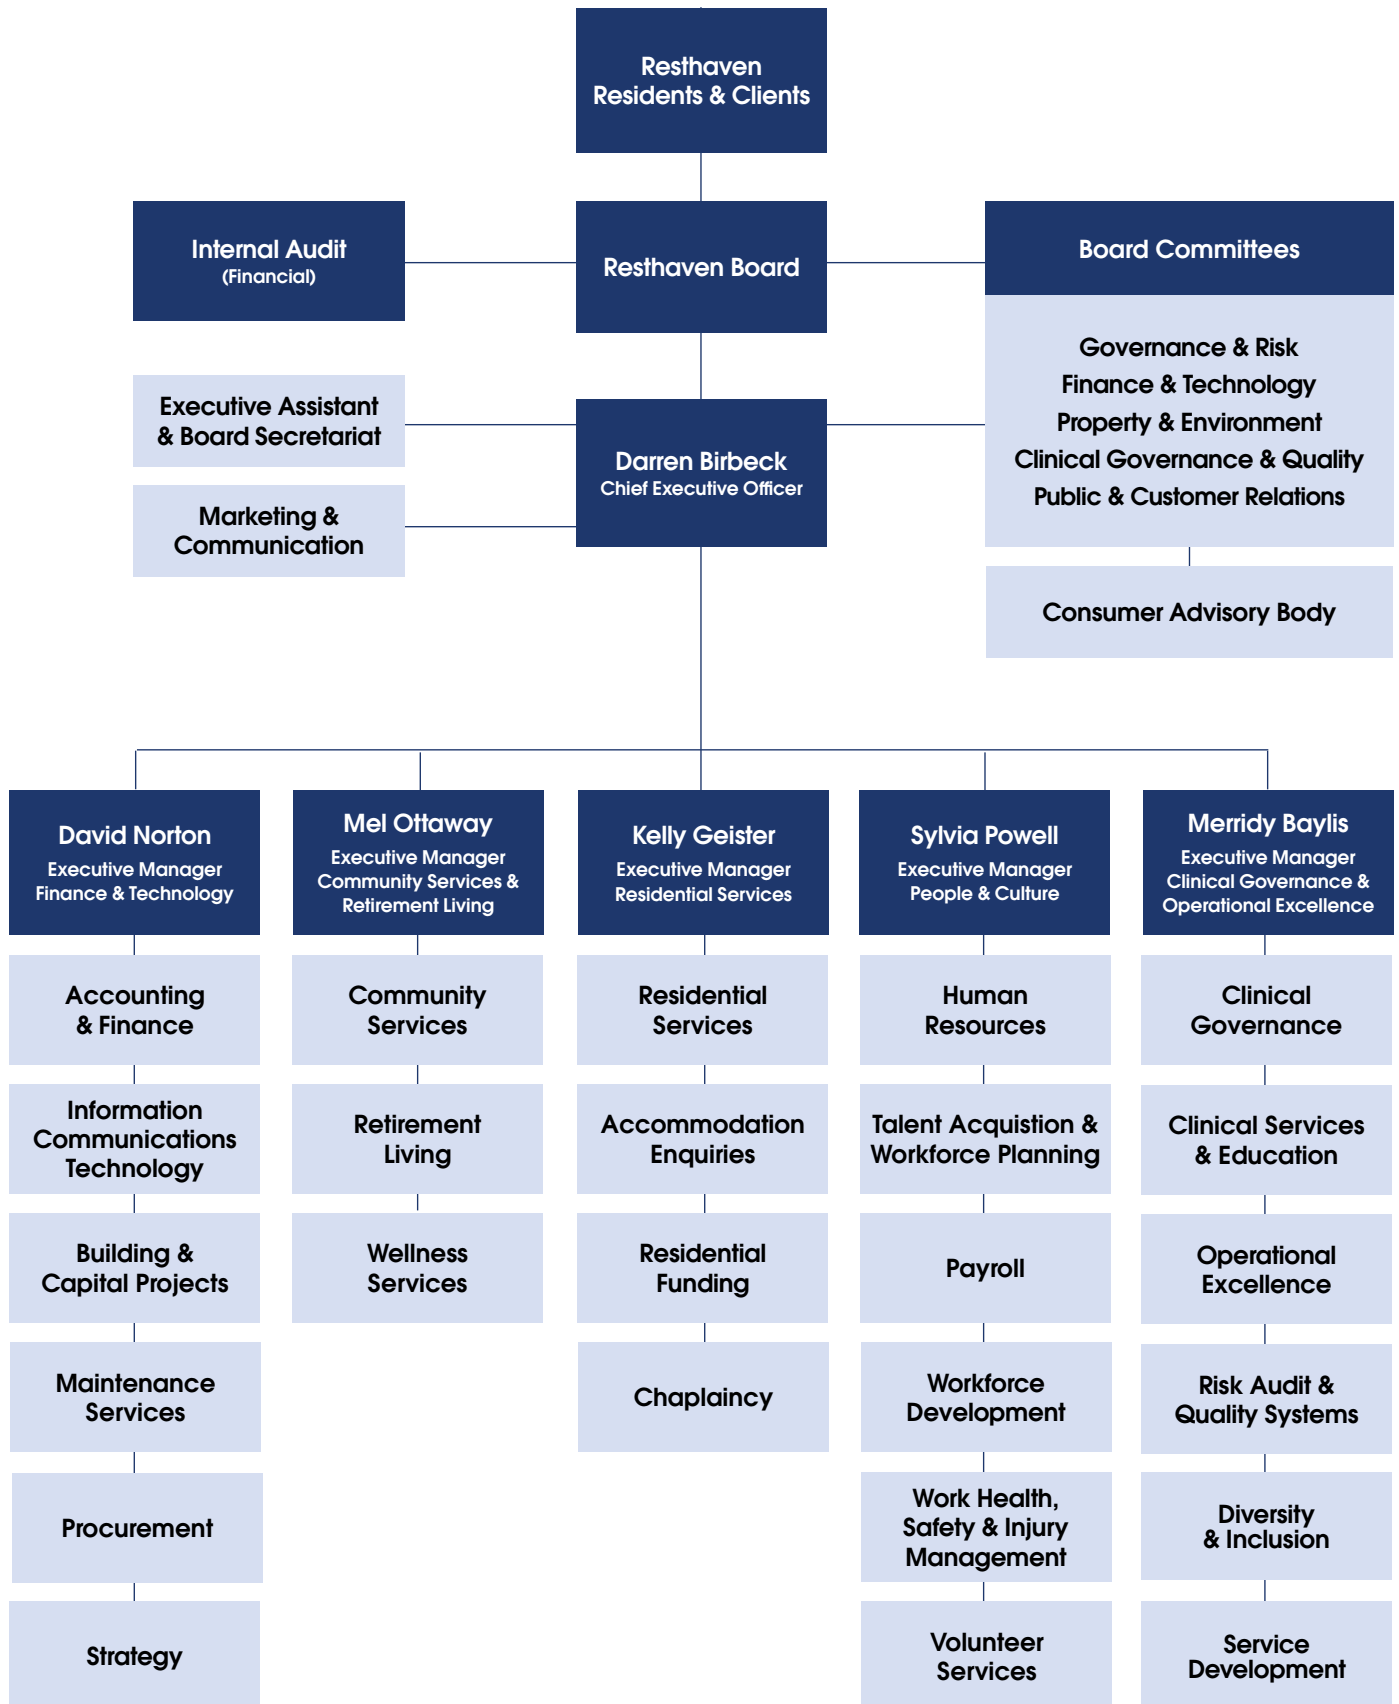 Resthaven
Residents & Clients
Internal Audit
(Financial)
Resthaven Board
Board Committees
Governance & Risk
Finance & Technology
Property & Environment
Clinical Governance & Quality
Public & Customer Relations
Executive Assistant
& Board Secretariat
Marketing &
Communication
Darren Birbeck
Chief Executive Officer
Consumer Advisory Body
David Norton
Executive Manager
Finance & Technology
Accounting
& Finance
Information
Communications
Technology
Building &
Capital Projects
Maintenance
Services
Procurement
Strategy
Mel Ottaway
Executive Manager
Community Services &
Retirement Living
Community
Services
Retirement
Living
Wellness
Services
Kelly Geister
Executive Manager
Residential Services
Residential
Services
Accommodation
Enquiries
Residential
Funding
Chaplaincy
Sylvia Powell
Executive Manager
People & Culture
Human
Resources
Talent Acquistion &
Workforce Planning
Payroll
Workforce
Development
Work Health,
Safety & Injury
Management
Volunteer
Services
Merridy Baylis
Executive Manager
Clinical Governance &
Operational Excellence
Clinical
Governance
Clinical Services
& Education
Operational
Excellence
Risk Audit &
Quality Systems
Diversity
& Inclusion
Service
Development